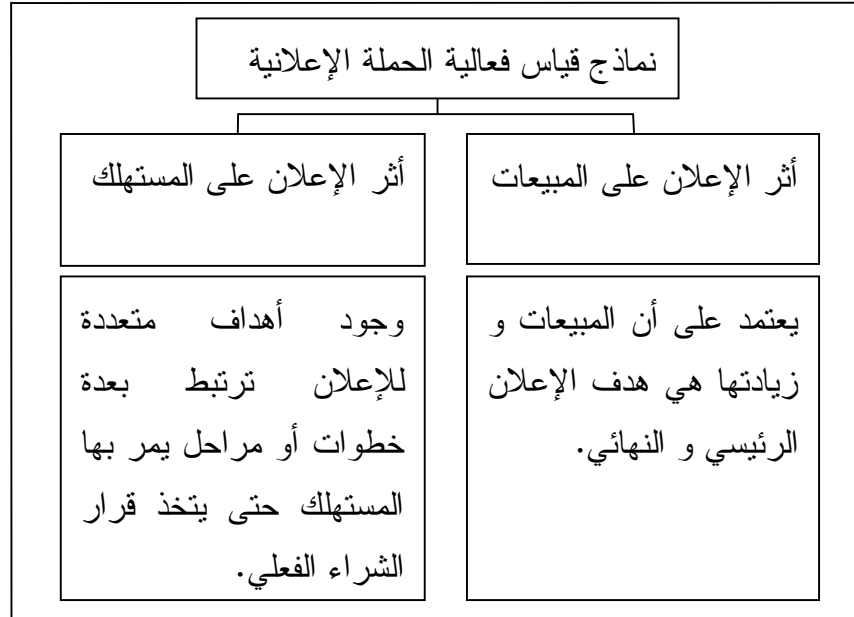 نماذج قياس فعالية الحملة الإعلانية
أثر الإعلان على المبيعات
يعتمد على أن المبيعات و
زيادتها هي هدف الإعلان
الرئيسي و النهائي.
أثر الإعلان على المستهلك
وجود أهداف متعددة
للإعلان ترتبط بعدة
خطوات أو مراحل يمر بها
المستهلك حتى يتخذ قرار
الشراء الفعلي.